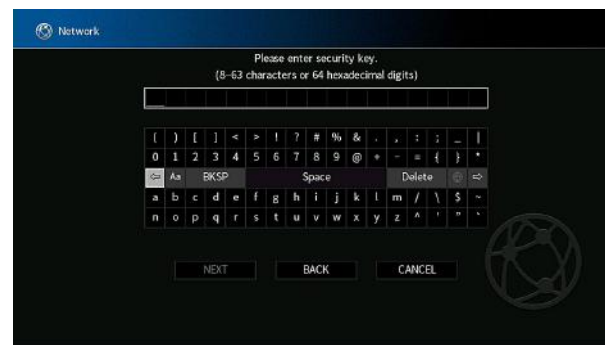 Network
Please enter security key.
(8-63 characters or 64 hexadecimal digits)
( ) [ ] < > ! ? # % & . , : ; _ |
0 1 2 3 4 5 6 7 8 9 @ + - = { } *
⇦ Aa BKSP Space Delete ⇨
a b c d e f g h i j k l m / \ $ ~
n o p q r s t u v w x y z ^ ' " `
NEXT BACK CANCEL